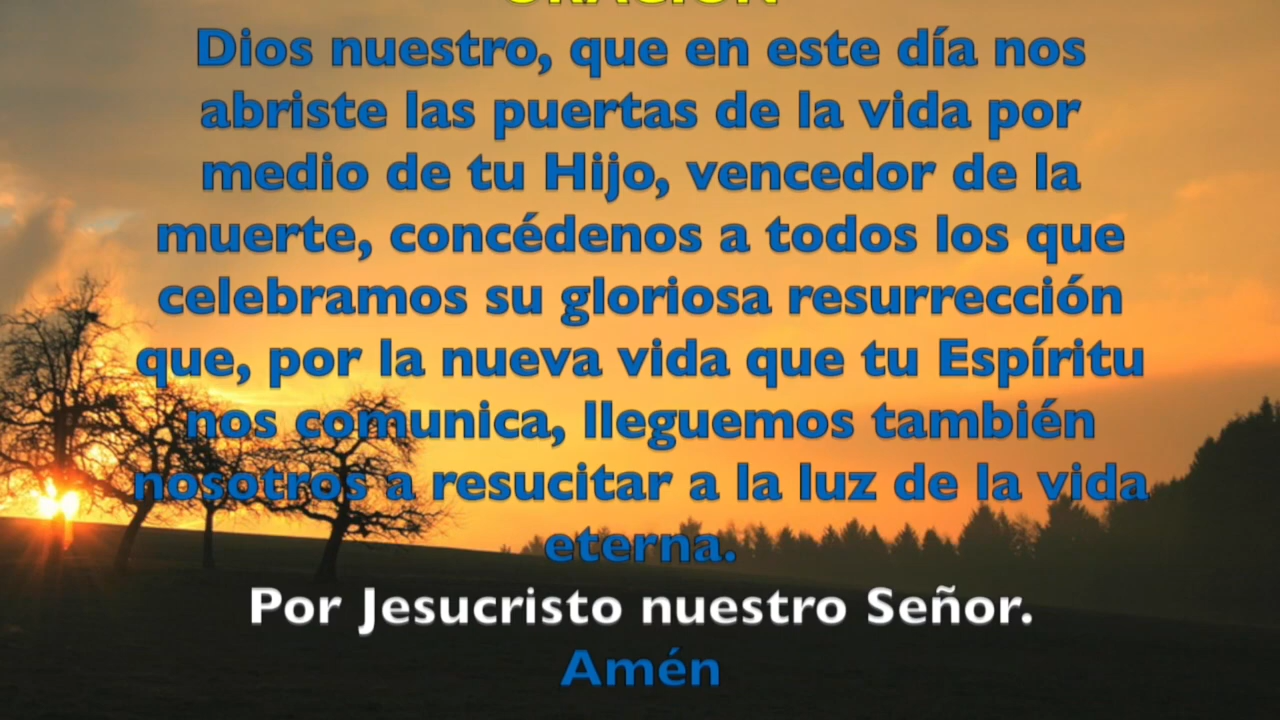 ORACIÓN
Dios nuestro, que en este día nos
abriste las puertas de la vida por
medio de tu Hijo, vencedor de la
muerte, concédenos a todos los que
celebramos su gloriosa resurrección
que, por la nueva vida que tu Espíritu
nos comunica, lleguemos también
nosotros a resucitar a la luz de la vida
eterna.
Por Jesucristo nuestro Señor.
Amén